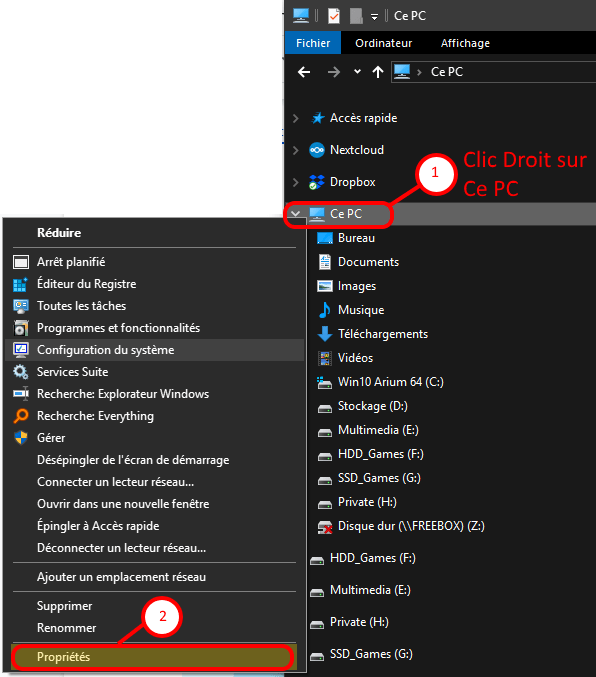 Ce PC
Fichier Ordinateur Affichage
Ce PC
Accès rapide
Nextcloud
Dropbox
1
Clic Droit sur
Ce PC
Ce PC
Bureau
Documents
Images
Musique
Téléchargements
Vidéos
Win10 Arium 64 (C:)
Stockage (D:)
Multimedia (E:)
HDD_Games (F:)
SSD_Games (G:)
Private (H:)
Disque dur (\\FREEBOX) (Z:)
HDD_Games (F:)
Multimedia (E:)
Private (H:)
SSD_Games (G:)
Réduire
Arrêt planifié
Éditeur du Registre
Toutes les tâches
Programmes et fonctionnalités
Configuration du système
Services Suite
Recherche: Explorateur Windows
Recherche: Everything
Gérer
Désépingler de l'écran de démarrage
Connecter un lecteur réseau...
Ouvrir dans une nouvelle fenêtre
Épingler à Accès rapide
Déconnecter un lecteur réseau...
Ajouter un emplacement réseau
Supprimer
Renommer
2
Propriétés